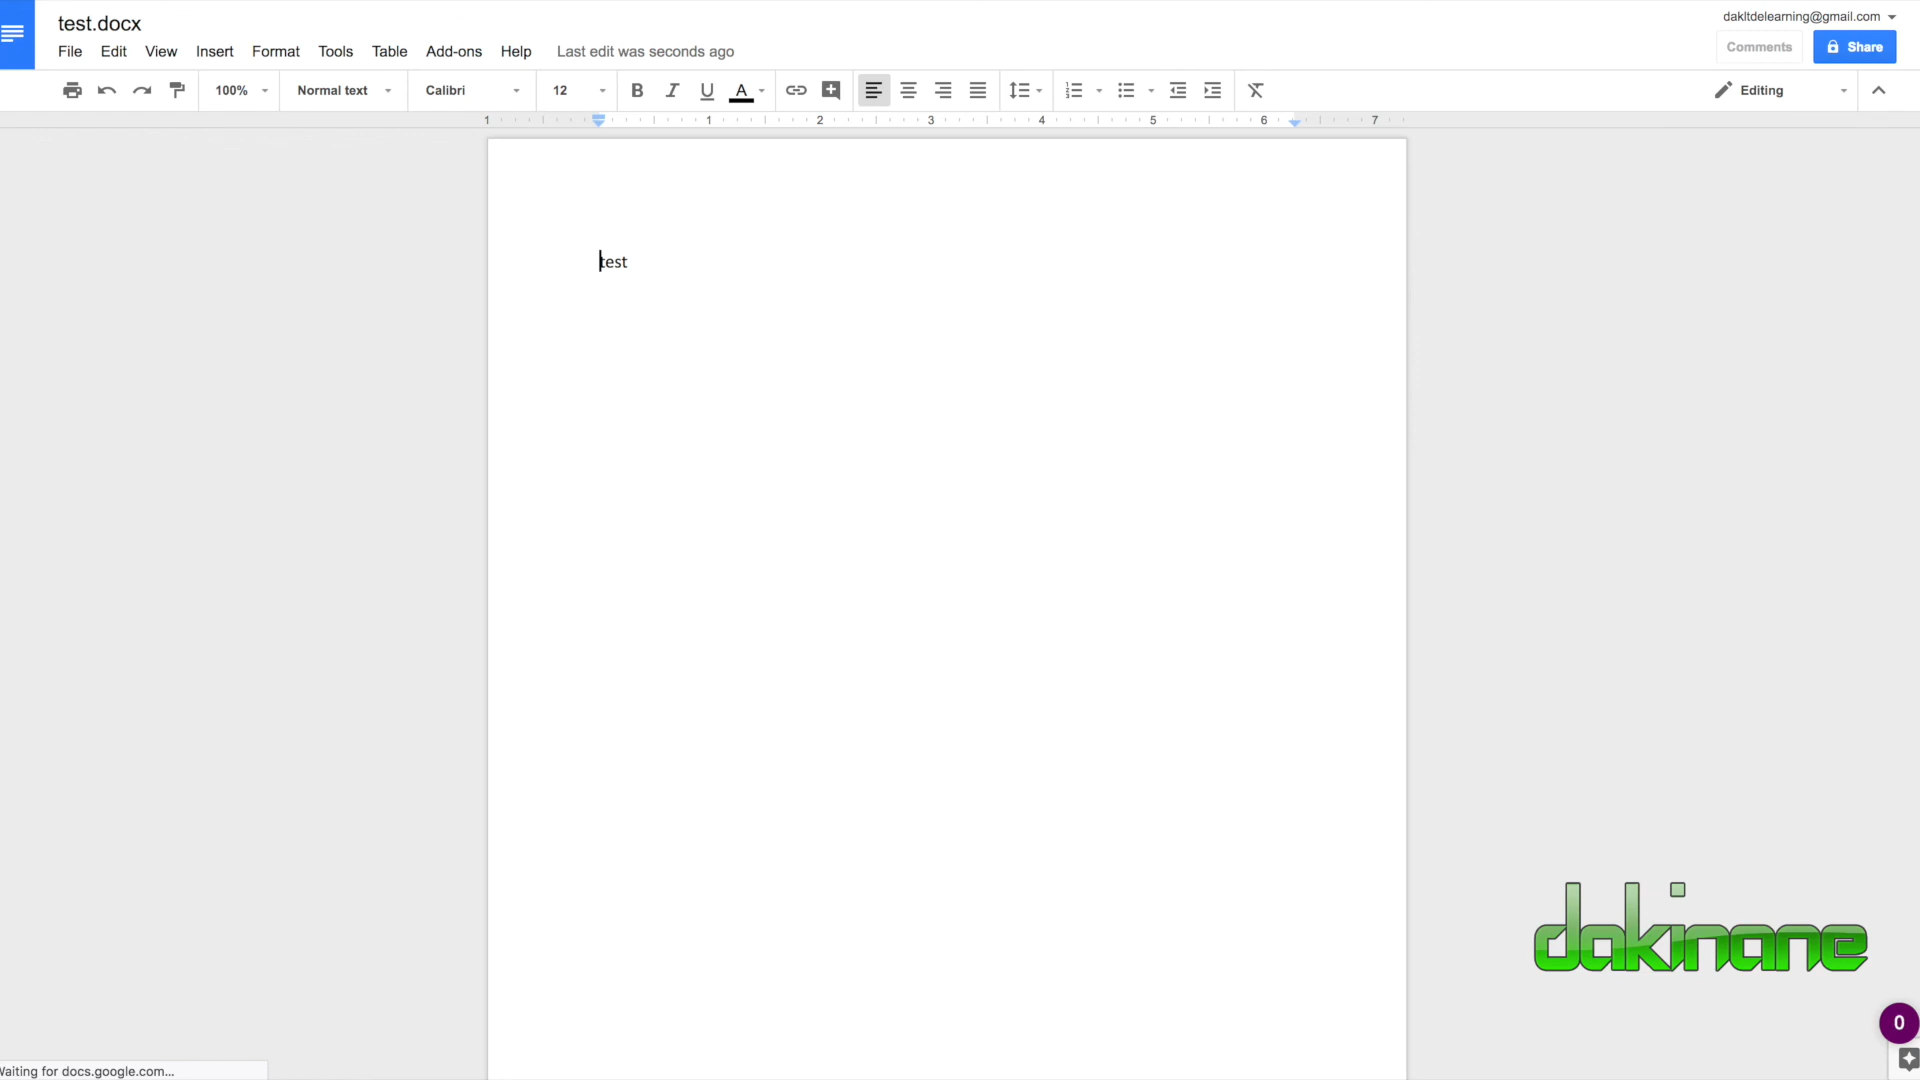 test.docx
dakltdelearning@gmail.com
File Edit View Insert Format Tools Table Add-ons Help Last edit was seconds ago
Comments Share
100% Normal text Calibri 12 B I U A Editing
1 1 2 3 4 5 6 7
test
dakinane
0
Waiting for docs.google.com...